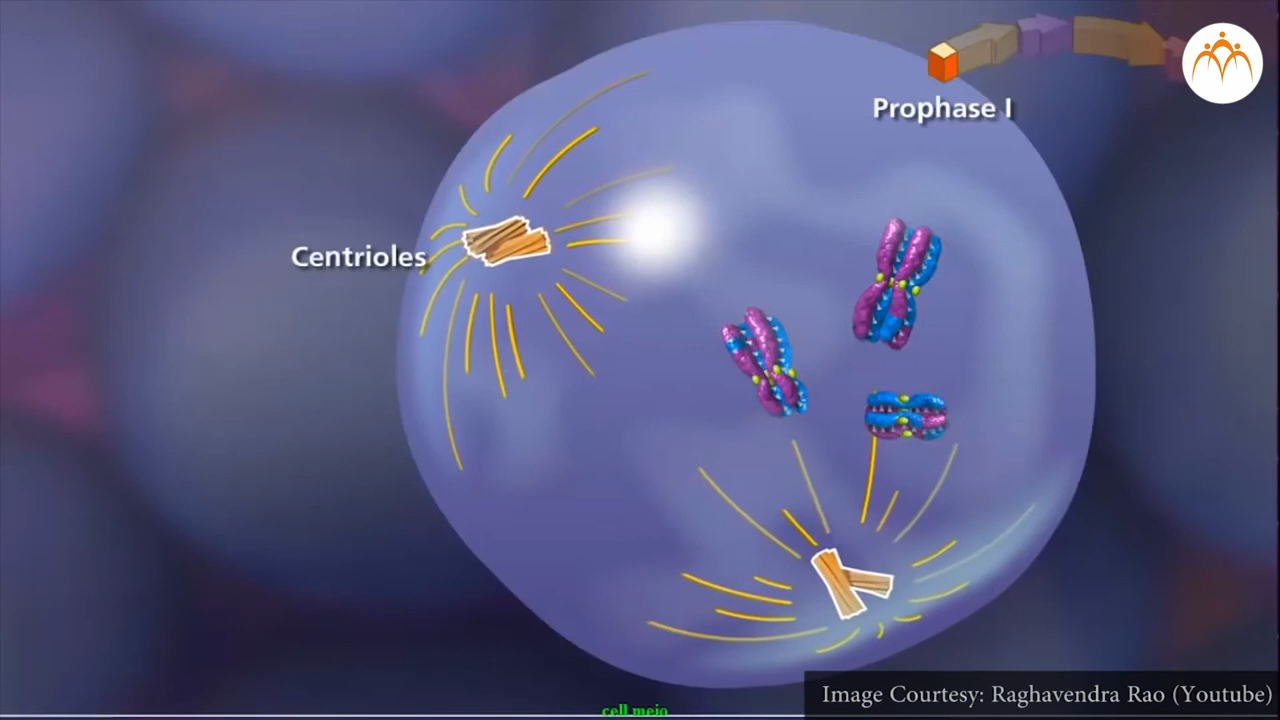 Prophase I
Centrioles
Image Courtesy: Raghavendra Rao (Youtube)
cell meio